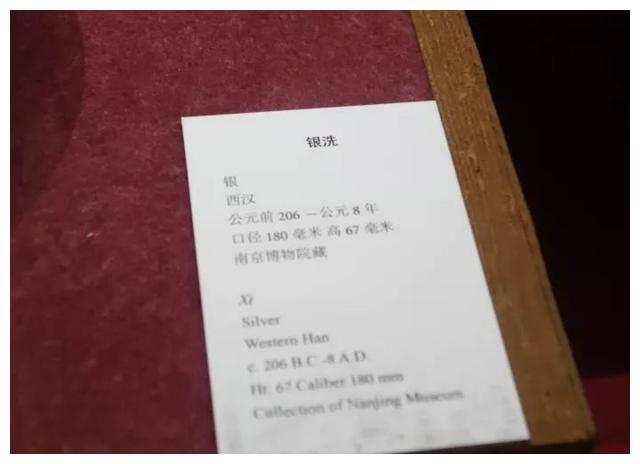 银洗
银
西汉
公元前 206 －公元 8 年
口径 180 毫米 高 67 毫米
南京博物院藏
Xi
Silver
Western Han
c. 206 B.C.-8 A.D.
Ht. 67 Caliber 180 mm
Collection of Nanjing Museum